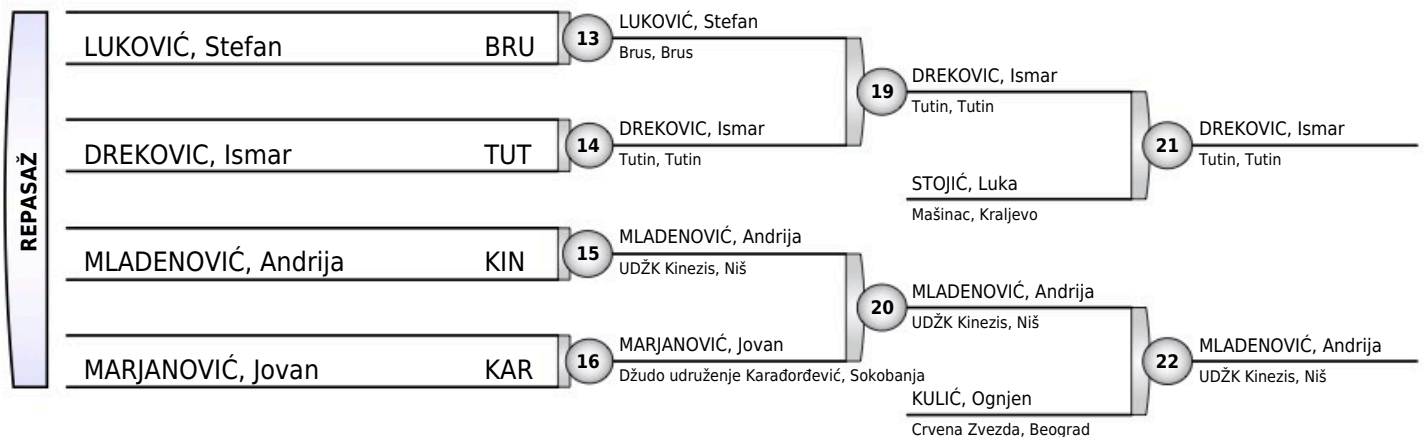 REPASAŽ
LUKOVIĆ, Stefan BRU
DREKOVIC, Ismar TUT
MLADENOVIĆ, Andrija KIN
MARJANOVIĆ, Jovan KAR
13
LUKOVIĆ, Stefan
Brus, Brus
14
DREKOVIC, Ismar
Tutin, Tutin
15
MLADENOVIĆ, Andrija
UDŽK Kinezis, Niš
16
MARJANOVIĆ, Jovan
Džudo udruženje Karađorđević, Sokobanja
19
DREKOVIC, Ismar
Tutin, Tutin
STOJIĆ, Luka
Mašinac, Kraljevo
20
MLADENOVIĆ, Andrija
UDŽK Kinezis, Niš
KULIĆ, Ognjen
Crvena Zvezda, Beograd
21
DREKOVIC, Ismar
Tutin, Tutin
22
MLADENOVIĆ, Andrija
UDŽK Kinezis, Niš